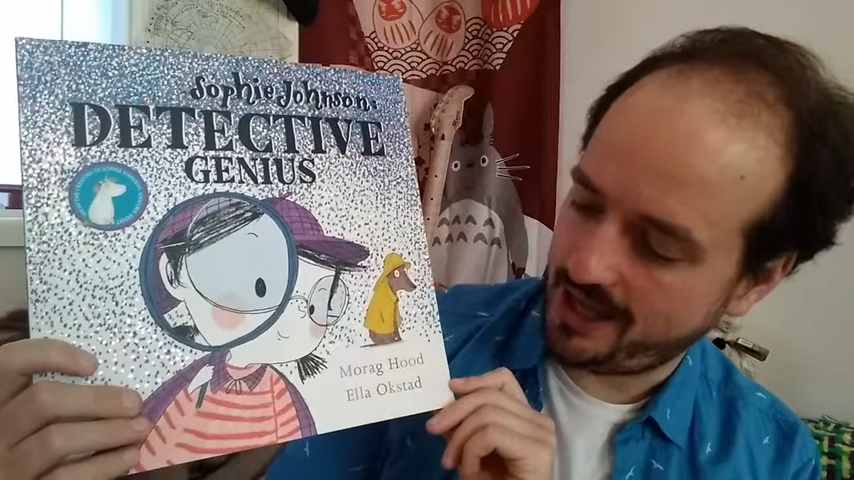 Sophie Johnson:
DETECTIVE
GENIUS
Morag Hood
Ella Okstad